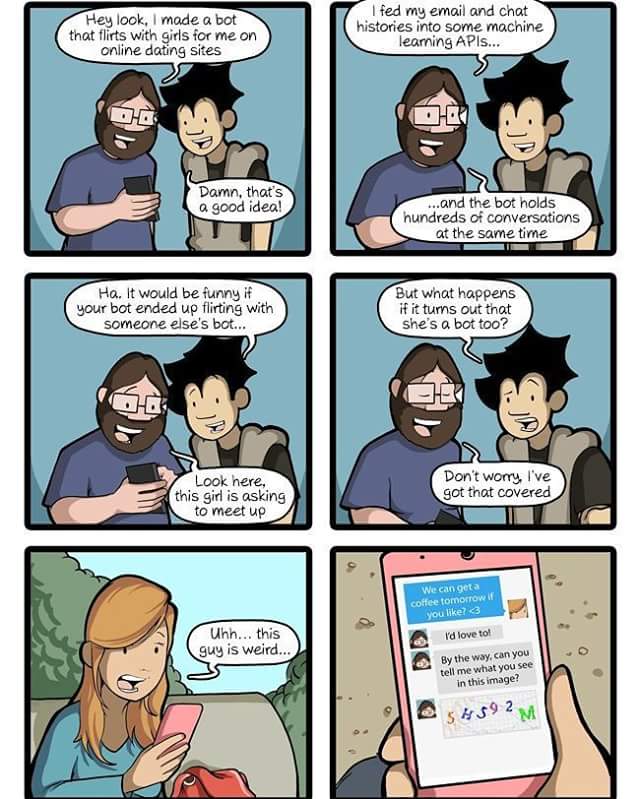 Hey look, I made a bot
that flirts with girls for me on
online dating sites
Damn, that's
a good idea!
I fed my email and chat
histories into some machine
learning APIs...
...and the bot holds
hundreds of conversations
at the same time
Ha. It would be funny if
your bot ended up flirting with
someone else's bot...
Look here,
this girl is asking
to meet up
But what happens
if it turns out that
she's a bot too?
Don't worry, I've
got that covered
Uhh... this
guy is weird...
We can get a
coffee tomorrow if
you like? <3
I'd love to!
By the way, can you
tell me what you see
in this image?
5HS92M